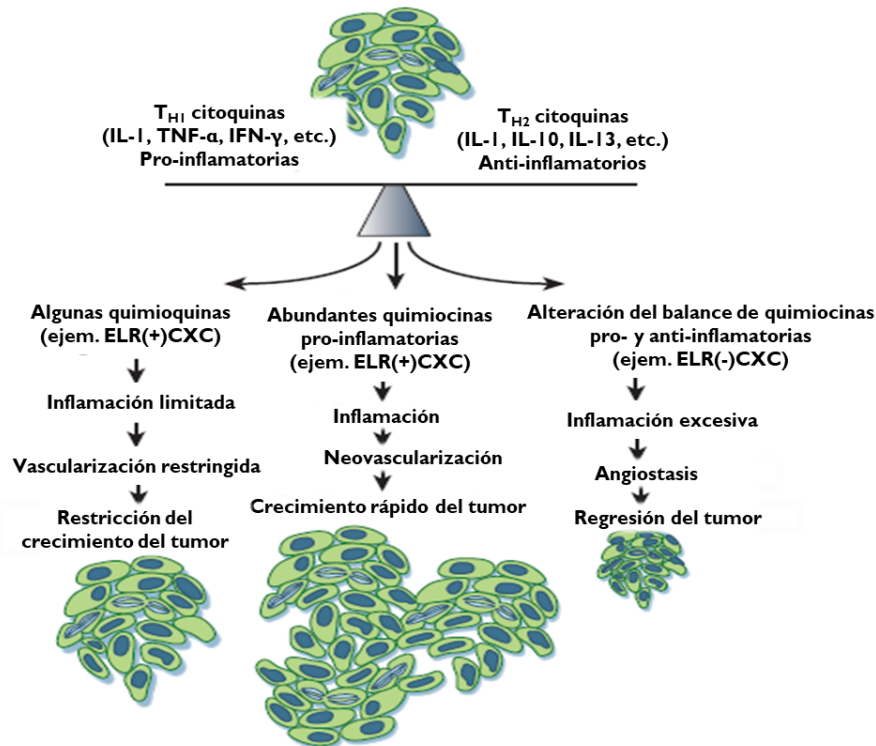 T_H1 citoquinas
(IL-1, TNF-α, IFN-γ, etc.)
Pro-inflamatorias
T_H2 citoquinas
(IL-1, IL-10, IL-13, etc.)
Anti-inflamatorios
Algunas quimioquinas
(ejem. ELR(+)CXC)
Inflamación limitada
Vascularización restringida
Restricción del
crecimiento del tumor
Abundantes quimiocinas
pro-inflamatorias
(ejem. ELR(+)CXC)
Inflamación
Neovascularización
Crecimiento rápido del tumor
Alteración del balance de quimiocinas
pro- y anti-inflamatorias
(ejem. ELR(-)CXC)
Inflamación excesiva
Angiostasis
Regresión del tumor